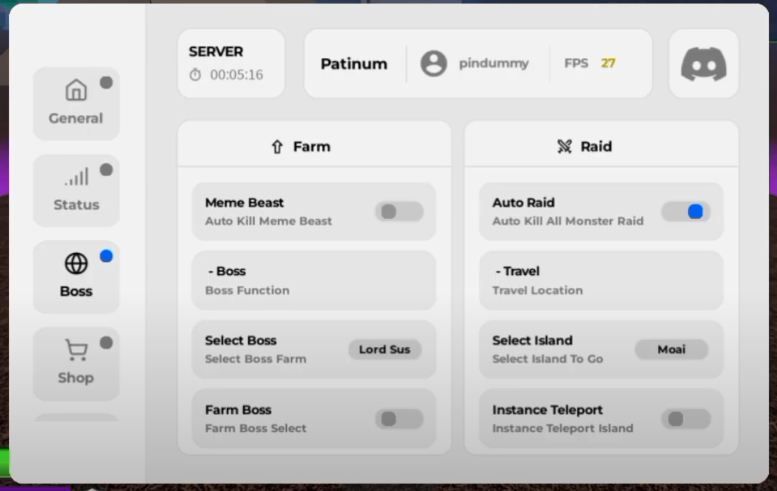 SERVER
00:05:16
Patinum
pindummy
FPS 27
General
Status
Boss
Shop
Farm
Meme Beast
Auto Kill Meme Beast
- Boss
Boss Function
Select Boss
Select Boss Farm
Lord Sus
Farm Boss
Farm Boss Select
Raid
Auto Raid
Auto Kill All Monster Raid
- Travel
Travel Location
Select Island
Select Island To Go
Moai
Instance Teleport
Instance Teleport Island